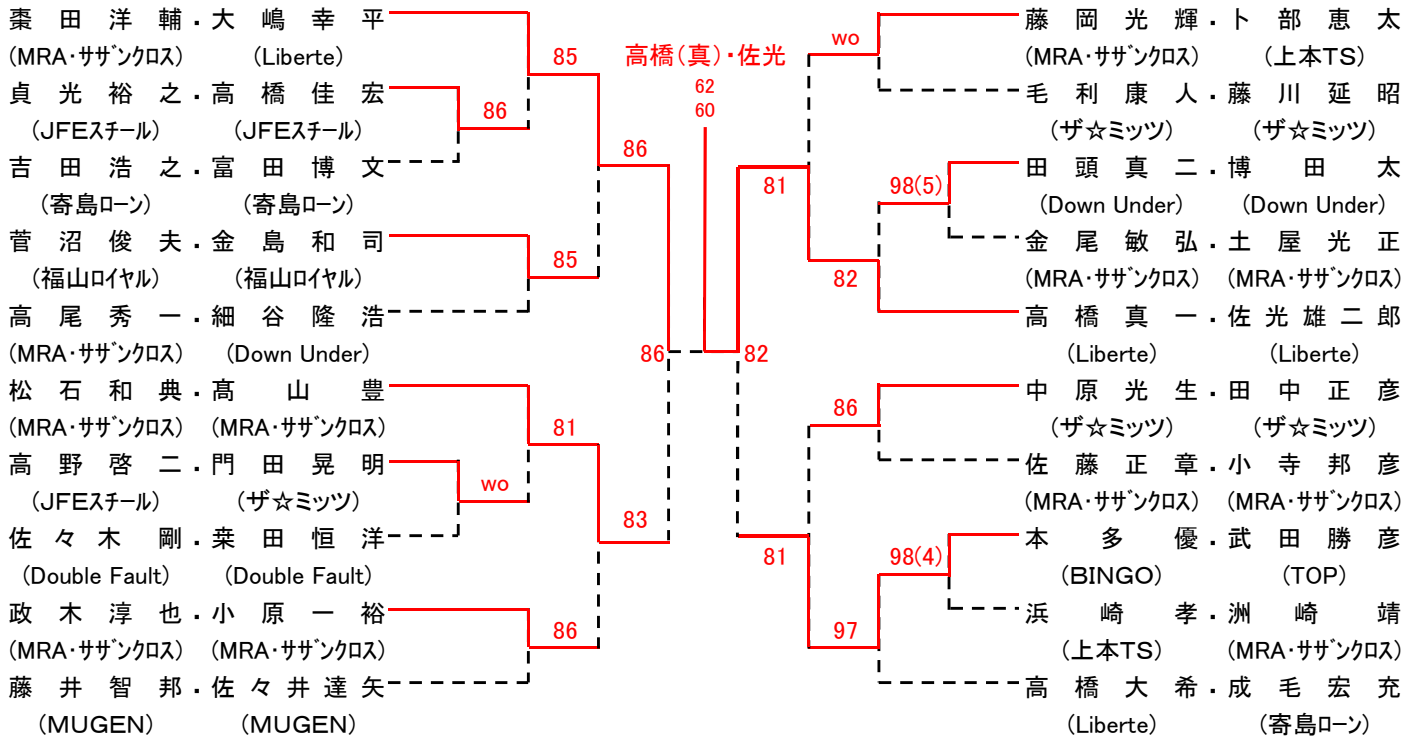 棗田洋輔・大嶋幸平
(MRA・サザンクロス) (Liberte)
85
貞光裕之・高橋佳宏
(JFEスチール) (JFEスチール)
86
吉田浩之・富田博文
(寄島ローン) (寄島ローン)
86
菅沼俊夫・金島和司
(福山ロイヤル) (福山ロイヤル)
85
高尾秀一・細谷隆浩
(MRA・サザンクロス) (Down Under)
86
松石和典・髙山豊
(MRA・サザンクロス) (MRA・サザンクロス)
81
高野啓二・門田晃明
(JFEスチール) (ザ☆ミッツ)
wo
83
佐々木剛・桒田恒洋
(Double Fault) (Double Fault)
政木淳也・小原一裕
(MRA・サザンクロス) (MRA・サザンクロス)
86
藤井智邦・佐々井達矢
(MUGEN) (MUGEN)
高橋(真)・佐光
62
60
藤岡光輝・卜部恵太
(MRA・サザンクロス) (上本TS)
wo
毛利康人・藤川延昭
(ザ☆ミッツ) (ザ☆ミッツ)
81
田頭真二・博田太
(Down Under) (Down Under)
98(5)
金尾敏弘・土屋光正
(MRA・サザンクロス) (MRA・サザンクロス)
82
高橋真一・佐光雄二郎
(Liberte) (Liberte)
82
中原光生・田中正彦
(ザ☆ミッツ) (ザ☆ミッツ)
86
佐藤正章・小寺邦彦
(MRA・サザンクロス) (MRA・サザンクロス)
81
本多優・武田勝彦
(BINGO) (TOP)
98(4)
浜崎孝・洲崎靖
(上本TS) (MRA・サザンクロス)
97
高橋大希・成毛宏充
(Liberte) (寄島ローン)